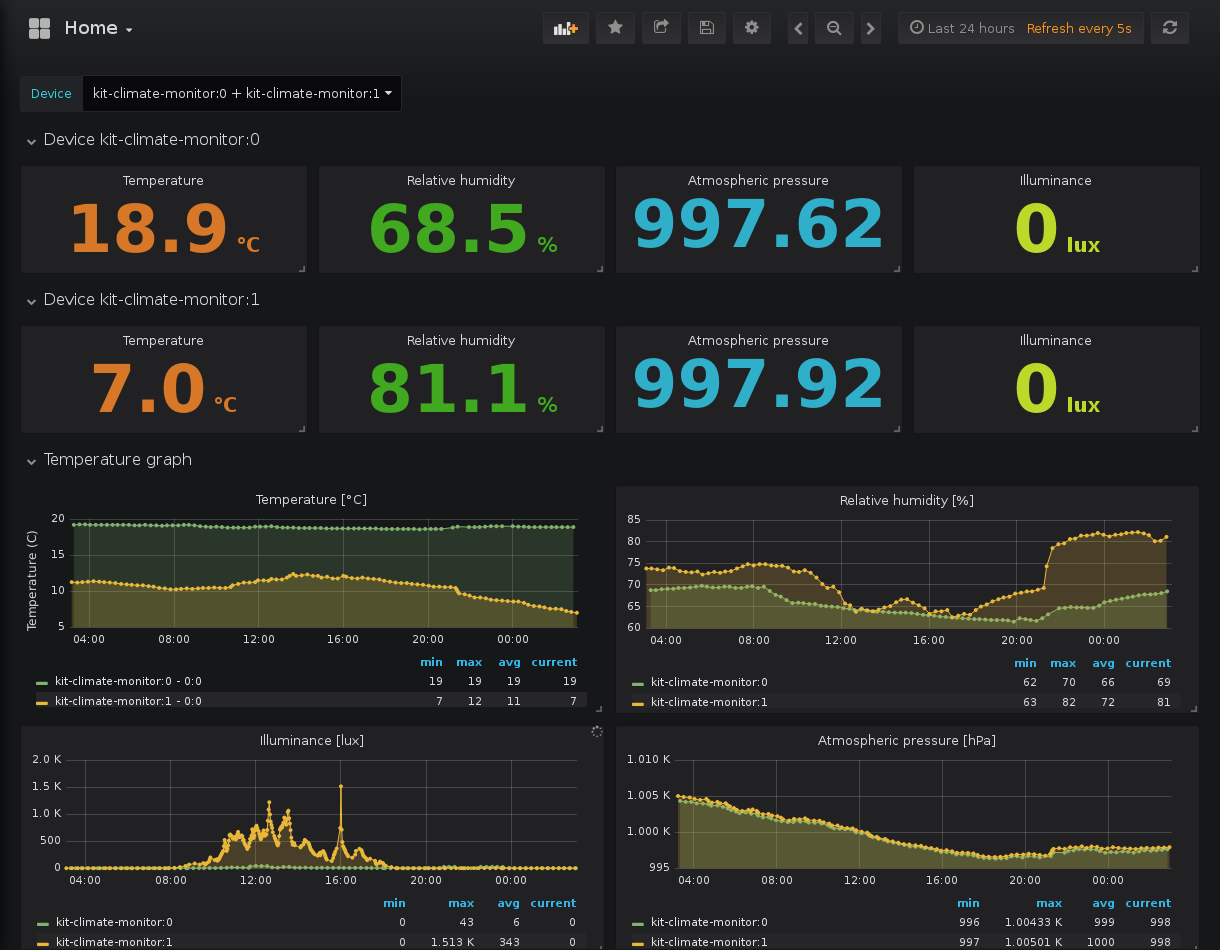 Home
Last 24 hours Refresh every 5s
Device kit-climate-monitor:0 + kit-climate-monitor:1
Device kit-climate-monitor:0
Temperature Relative humidity Atmospheric pressure Illuminance
18.9 °C 68.5 % 997.62 0 lux
Device kit-climate-monitor:1
Temperature Relative humidity Atmospheric pressure Illuminance
7.0 °C 81.1 % 997.92 0 lux
Temperature graph
Temperature [°C]
Temperature (C)
20
15
10
5
04:00 08:00 12:00 16:00 20:00 00:00
min max avg current
kit-climate-monitor:0 - 0:0 19 19 19 19
kit-climate-monitor:1 - 0:0 7 12 11 7
Relative humidity [%]
85
80
75
70
65
60
04:00 08:00 12:00 16:00 20:00 00:00
min max avg current
kit-climate-monitor:0 62 70 66 69
kit-climate-monitor:1 63 82 72 81
Illuminance [lux]
2.0 K
1.5 K
1.0 K
500
0
04:00 08:00 12:00 16:00 20:00 00:00
min max avg current
kit-climate-monitor:0 0 43 6 0
kit-climate-monitor:1 0 1.513 K 343 0
Atmospheric pressure [hPa]
1.010 K
1.005 K
1.000 K
995
04:00 08:00 12:00 16:00 20:00 00:00
min max avg current
kit-climate-monitor:0 996 1.00433 K 999 998
kit-climate-monitor:1 997 1.00501 K 1000 998